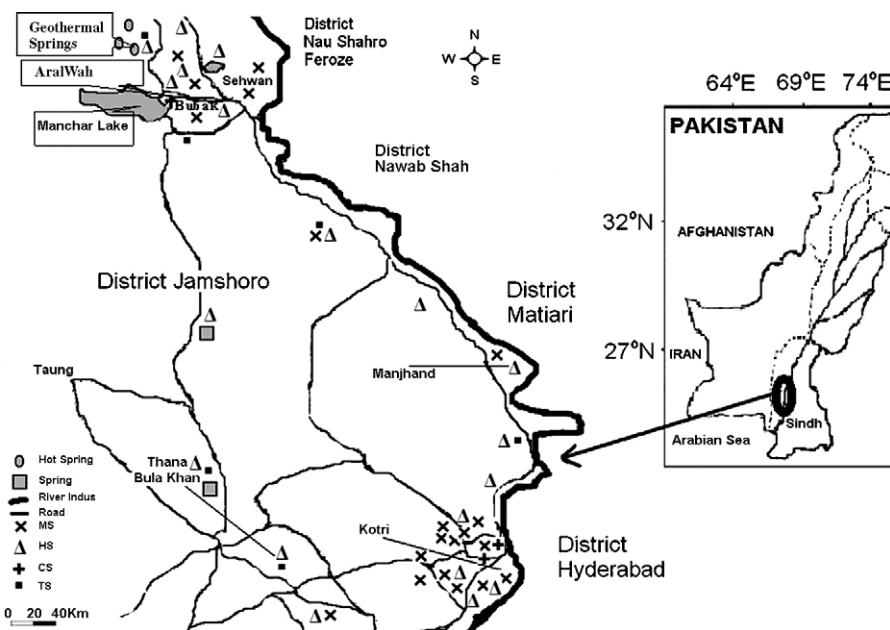 Geothermal
Springs
AralWah
Manchar Lake
Bubak
Sehwan
District
Nau Shahro
Feroze
N
W E
S
District
Nawab Shah
District Jamshoro
District
Matiari
Manjhand
Taung
Thana
Bula Khan
Kotri
District
Hyderabad
Hot Spring
Spring
River Indus
Road
MS
HS
CS
TS
0 20 40Km
64°E 69°E 74°E
PAKISTAN
32°N
AFGHANISTAN
27°N
IRAN
Sindh
Arabian Sea